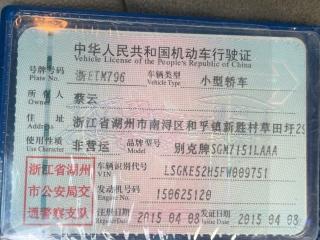 中华人民共和国机动车行驶证
Vehicle License of the People's Republic of China
号牌号码 浙ETM796 车辆类型 小型轿车
Plate No. Vehicle Type
所有人 蔡云
Owner
住址 浙江省湖州市南浔区和孚镇新胜村草田圩29
Address
使用性质 非营运 品牌型号 别克牌SGM7151LAAA
Use Character Model
浙江省湖州
市公安局交
通警察支队
车辆识别代号 LSGKE52H5FW009751
VIN
发动机号码 150625120
Engine No.
注册日期 2015 04 03 发证日期 2015 04 03
Register Date Issue Date